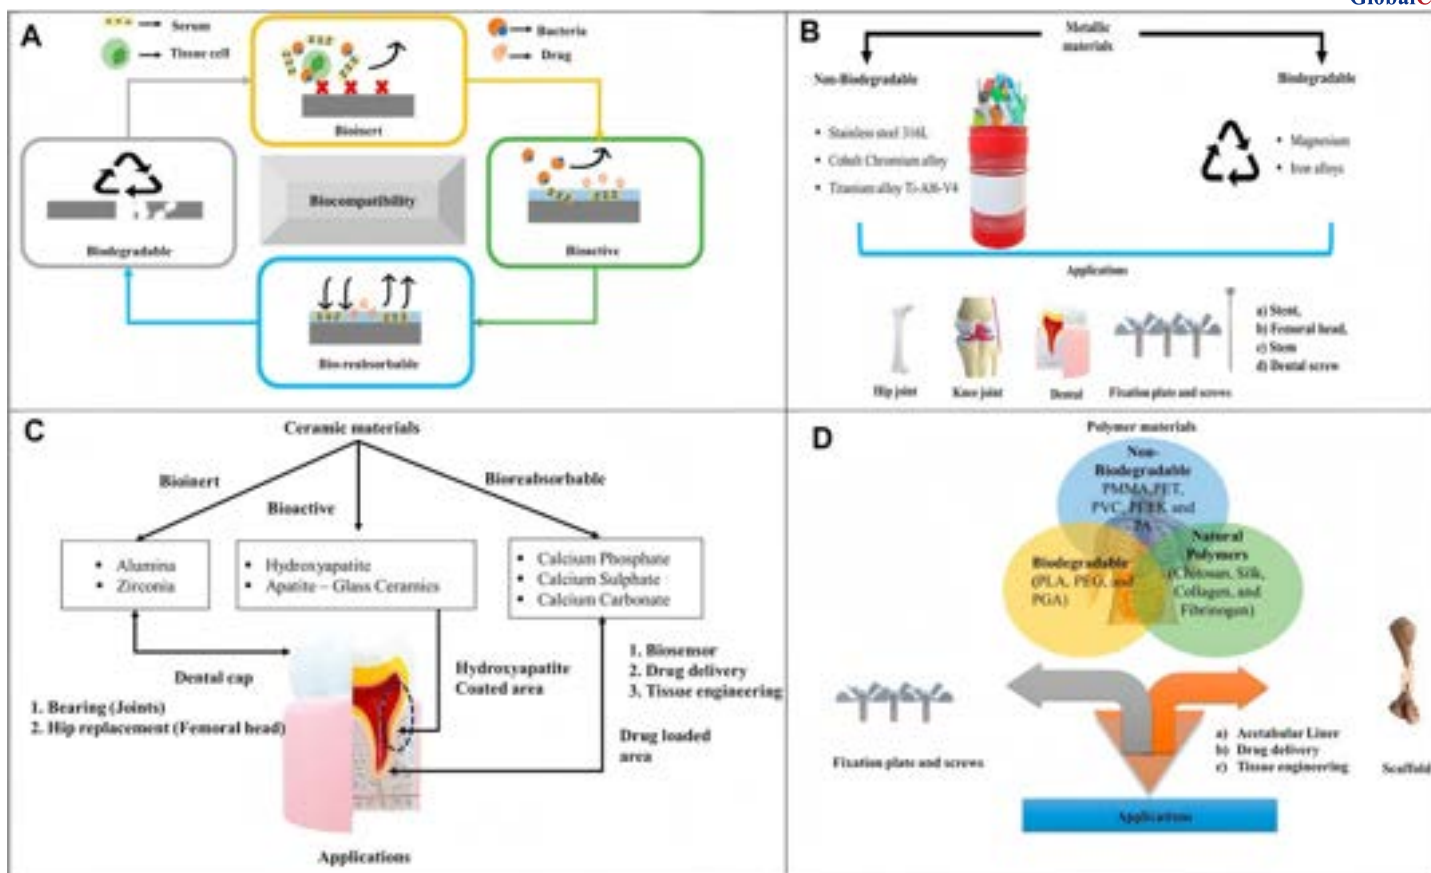 GlobalC
A
Serum
Tissue cell
Bacteria
Drug
Bioinert
Biodegradable
Biocompatibility
Bioactive
Bio-reabsorbable
B
Metallic
materials
Non-Biodegradable
Biodegradable
• Stainless steel 316L
• Cobalt Chromium alloy
• Titanium alloy Ti-Al6-V4
• Magnesium
• Iron alloys
Applications
a) Stent,
b) Femoral head,
c) Stem
d) Dental screw
Hip joint
Knee joint
Dental
Fixation plate and screws
C
Ceramic materials
Bioinert
Bioactive
Bioreabsorbable
▪ Alumina
▪ Zirconia
▪ Hydroxyapatite
▪ Apatite – Glass Ceramics
▪ Calcium Phosphate
▪ Calcium Sulphate
▪ Calcium Carbonate
Dental cap
1. Bearing (Joints)
2. Hip replacement (Femoral head)
Hydroxyapatite
Coated area
1. Biosensor
2. Drug delivery
3. Tissue engineering
Drug loaded
area
Applications
D
Polymer materials
Non-
Biodegradable
PMMA,PET,
PVC, PEEK and
PA
Biodegradable
(PLA, PEG, and
PGA)
Natural
Polymers
(Chitosan, Silk,
Collagen, and
Fibrinogen)
Fixation plate and screws
a) Acetabular Liner
b) Drug delivery
c) Tissue engineering
Scaffold
Applications